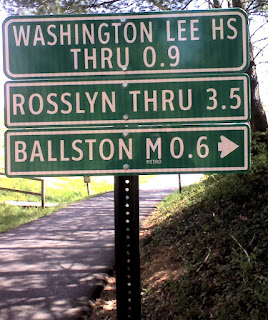 WASHINGTON LEE HS
THRU 0.9
ROSSLYN THRU 3.5
BALLSTON M 0.6
METRO